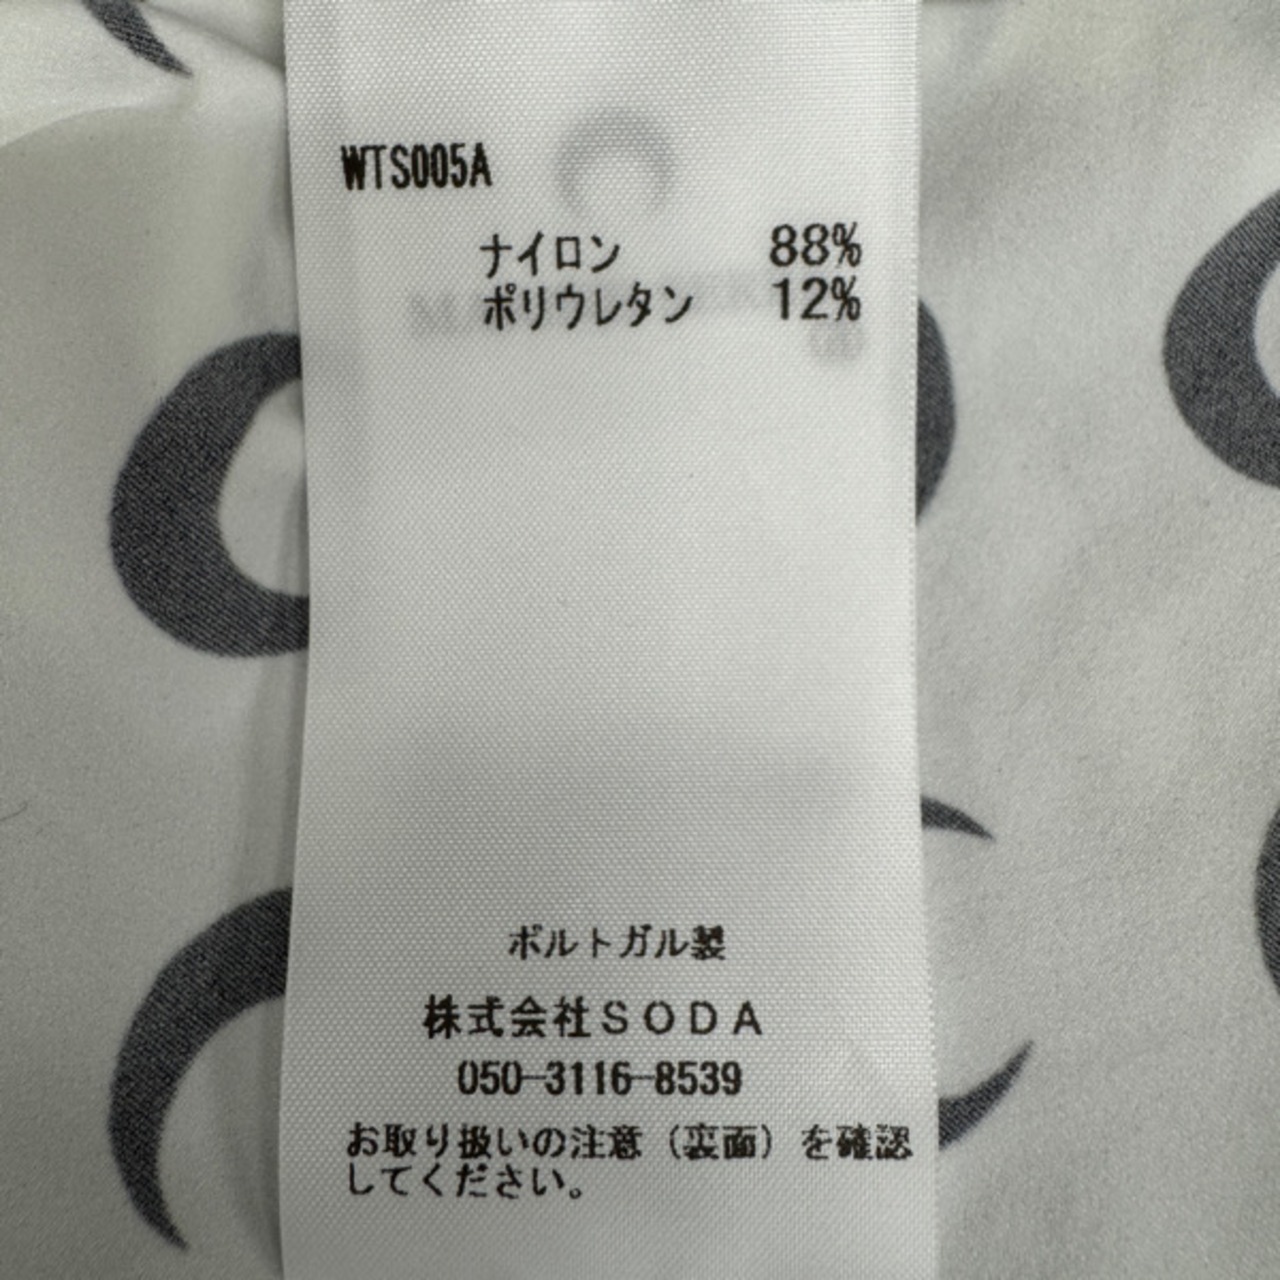 WTS005A
ナイロン 88%
ポリウレタン 12%
ポルトガル製
株式会社ＳＯＤＡ
050-3116-8539
お取り扱いの注意（裏面）を確認
してください。